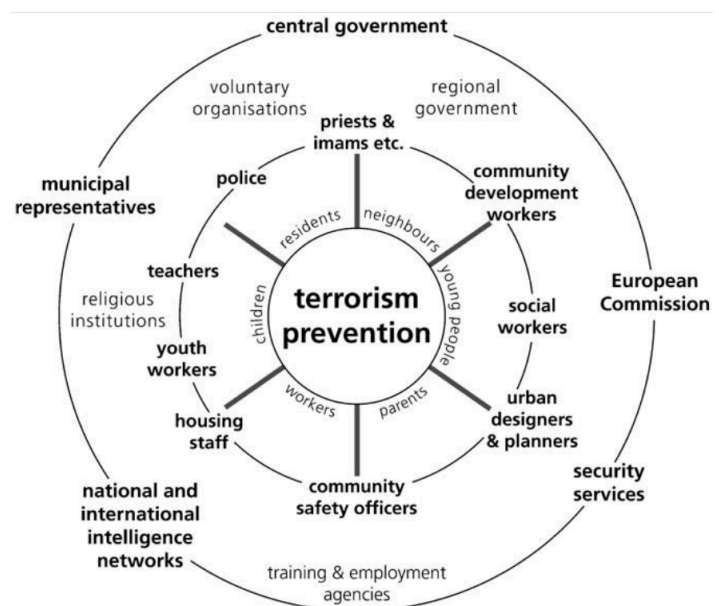 central government
voluntary
organisations
regional
government
priests &
imams etc.
police
community
development
workers
municipal
representatives
residents
neighbours
teachers
religious
institutions
children
terrorism
prevention
young people
social
workers
European
Commission
youth
workers
workers
parents
housing
staff
urban
designers
& planners
community
safety officers
security
services
national and
international
intelligence
networks
training & employment
agencies